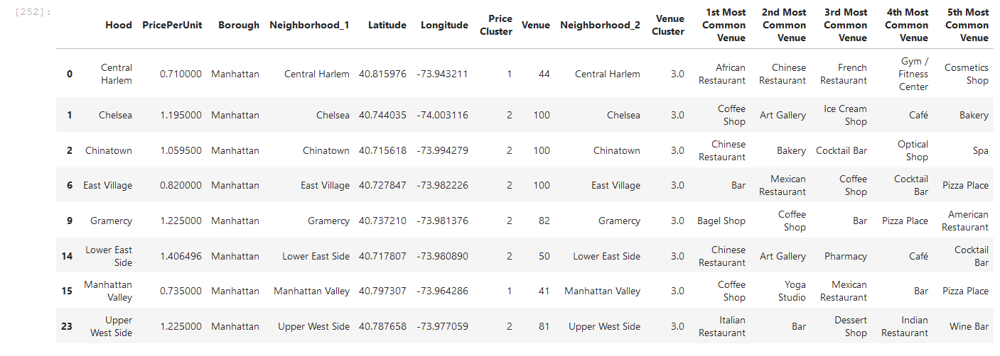 [252]:
Hood PricePerUnit Borough Neighborhood_1 Latitude Longitude Price Cluster Venue Neighborhood_2 Venue Cluster 1st Most Common Venue 2nd Most Common Venue 3rd Most Common Venue 4th Most Common Venue 5th Most Common Venue
0 Central Harlem 0.710000 Manhattan Central Harlem 40.815976 -73.943211 1 44 Central Harlem 3.0 African Restaurant Chinese Restaurant French Restaurant Gym / Fitness Center Cosmetics Shop
1 Chelsea 1.195000 Manhattan Chelsea 40.744035 -74.003116 2 100 Chelsea 3.0 Coffee Shop Art Gallery Ice Cream Shop Café Bakery
2 Chinatown 1.059500 Manhattan Chinatown 40.715618 -73.994279 2 100 Chinatown 3.0 Chinese Restaurant Bakery Cocktail Bar Optical Shop Spa
6 East Village 0.820000 Manhattan East Village 40.727847 -73.982226 2 100 East Village 3.0 Bar Mexican Restaurant Coffee Shop Cocktail Bar Pizza Place
9 Gramercy 1.225000 Manhattan Gramercy 40.737210 -73.981376 2 82 Gramercy 3.0 Bagel Shop Coffee Shop Bar Pizza Place American Restaurant
14 Lower East Side 1.406496 Manhattan Lower East Side 40.717807 -73.980890 2 50 Lower East Side 3.0 Chinese Restaurant Art Gallery Pharmacy Café Cocktail Bar
15 Manhattan Valley 0.735000 Manhattan Manhattan Valley 40.797307 -73.964286 1 41 Manhattan Valley 3.0 Coffee Shop Yoga Studio Mexican Restaurant Bar Pizza Place
23 Upper West Side 1.225000 Manhattan Upper West Side 40.787658 -73.977059 2 81 Upper West Side 3.0 Italian Restaurant Bar Dessert Shop Indian Restaurant Wine Bar